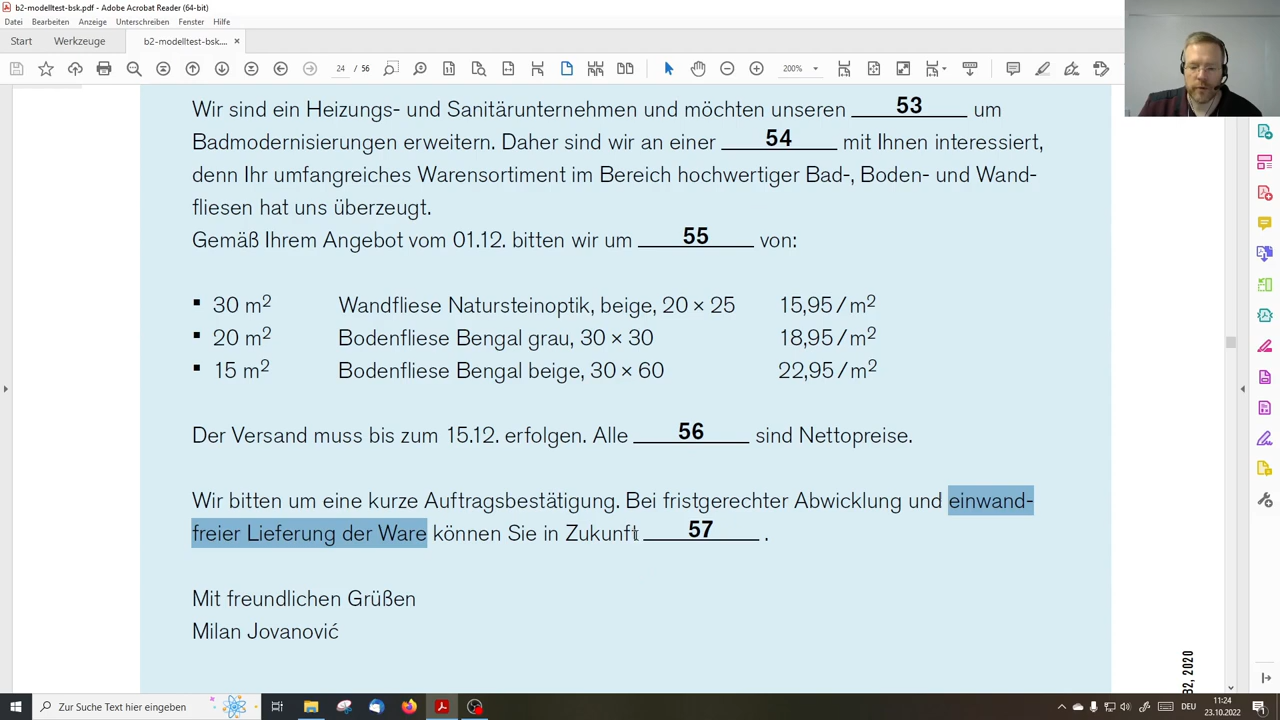 b2-modelltest-bsk.pdf - Adobe Acrobat Reader (64-bit)
Datei Bearbeiten Anzeige Unterschreiben Fenster Hilfe
Start Werkzeuge b2-modelltest-bsk.... ×
24 / 56 200%
Wir sind ein Heizungs- und Sanitärunternehmen und möchten unseren 53 um
Badmodernisierungen erweitern. Daher sind wir an einer 54 mit Ihnen interessiert,
denn Ihr umfangreiches Warensortiment im Bereich hochwertiger Bad-, Boden- und Wand-
fliesen hat uns überzeugt.
Gemäß Ihrem Angebot vom 01.12. bitten wir um 55 von:
▪ 30 m² Wandfliese Natursteinoptik, beige, 20 × 25 15,95 / m²
▪ 20 m² Bodenfliese Bengal grau, 30 × 30 18,95 / m²
▪ 15 m² Bodenfliese Bengal beige, 30 × 60 22,95 / m²
Der Versand muss bis zum 15.12. erfolgen. Alle 56 sind Nettopreise.
Wir bitten um eine kurze Auftragsbestätigung. Bei fristgerechter Abwicklung und einwand-
freier Lieferung der Ware können Sie in Zukunft 57 .
Mit freundlichen Grüßen
Milan Jovanović
B2, 2020
Zur Suche Text hier eingeben
DEU
11:24
23.10.2022